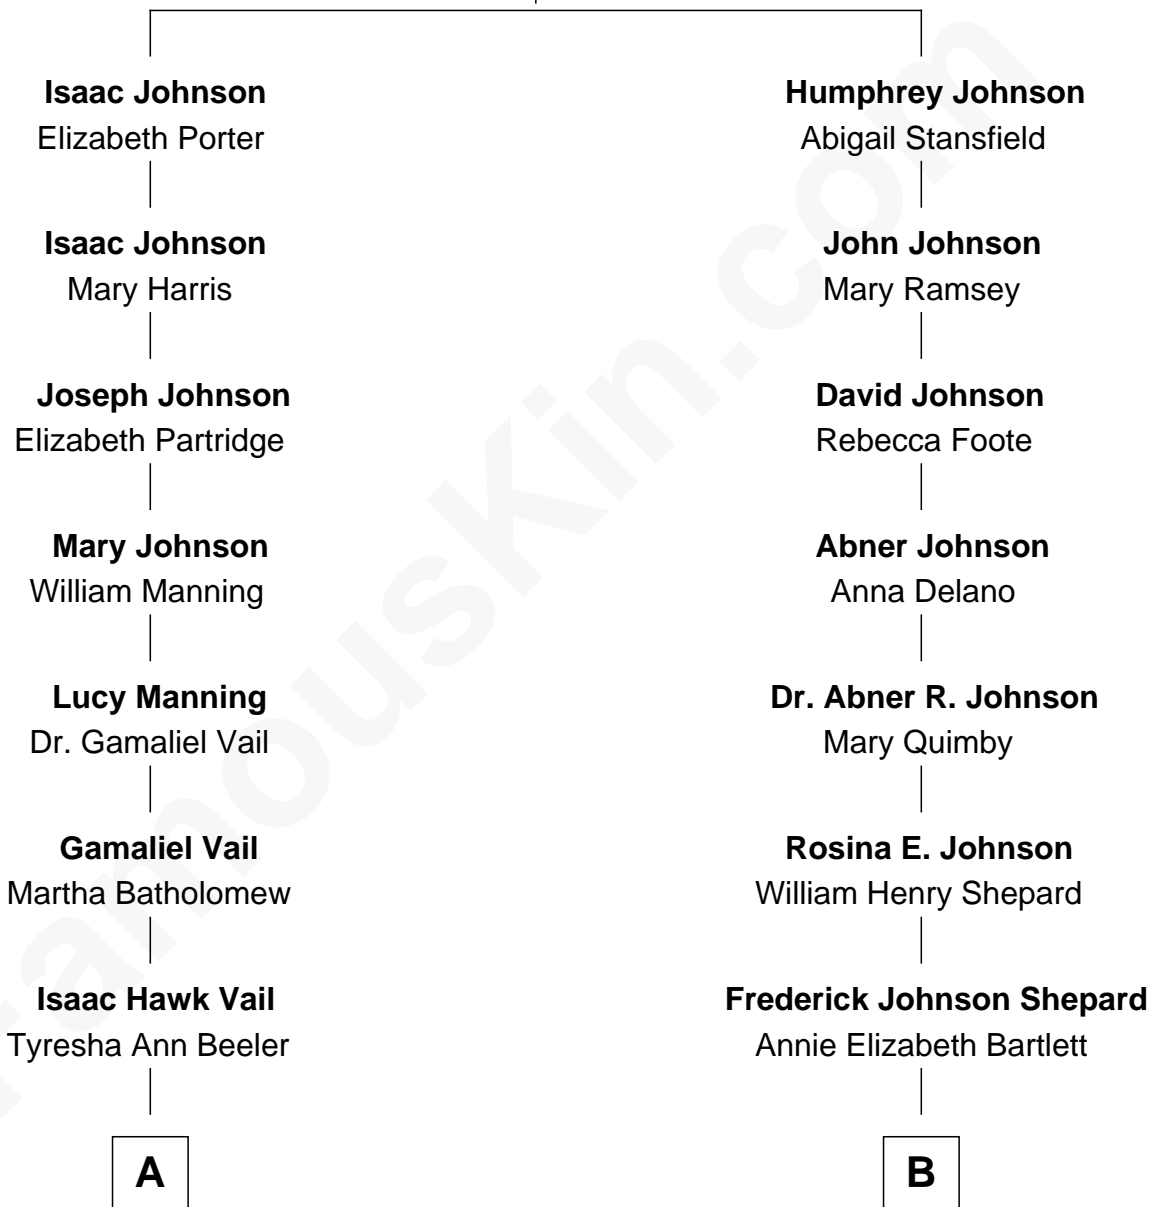 Isaac Johnson
Elizabeth Porter
Isaac Johnson
Mary Harris
Joseph Johnson
Elizabeth Partridge
Mary Johnson
William Manning
Lucy Manning
Dr. Gamaliel Vail
Gamaliel Vail
Martha Batholomew
Isaac Hawk Vail
Tyresha Ann Beeler
A
Humphrey Johnson
Abigail Stansfield
John Johnson
Mary Ramsey
David Johnson
Rebecca Foote
Abner Johnson
Anna Delano
Dr. Abner R. Johnson
Mary Quimby
Rosina E. Johnson
William Henry Shepard
Frederick Johnson Shepard
Annie Elizabeth Bartlett
B
FamousKin.com